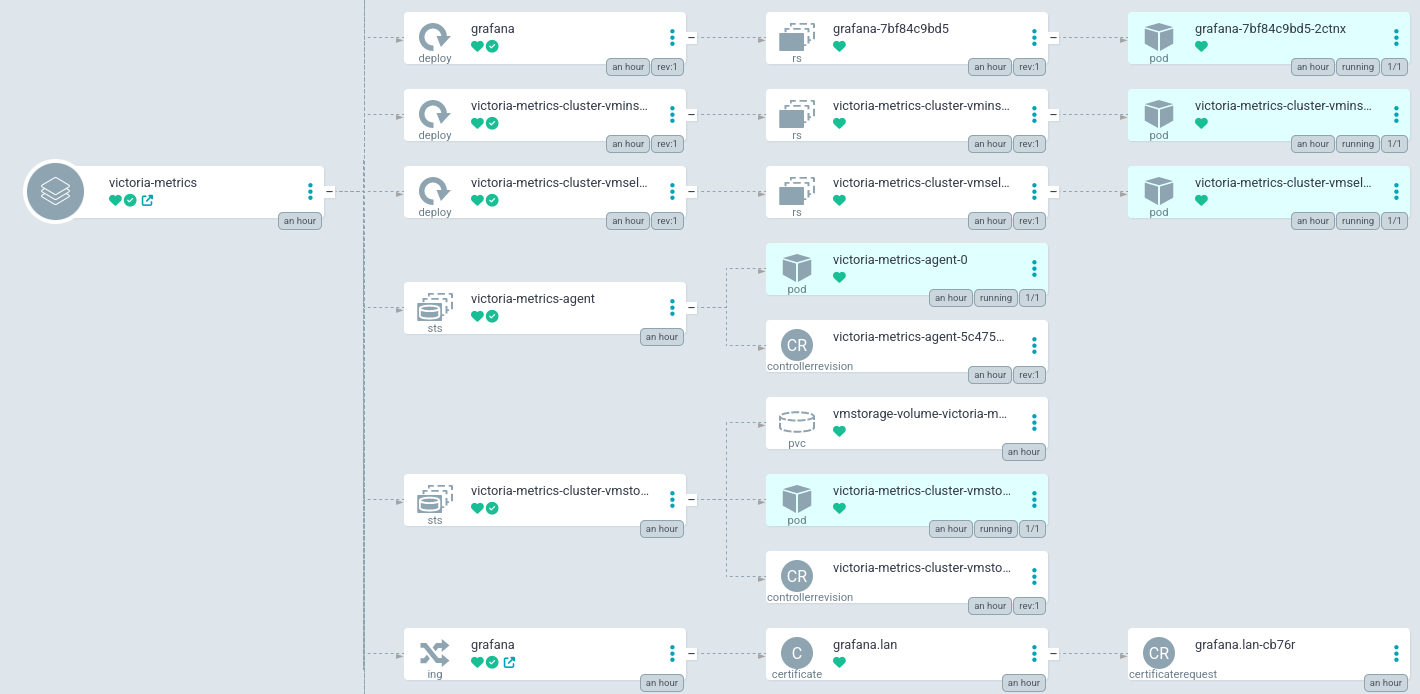 grafana
deploy
an hour rev:1
grafana-7bf84c9bd5
rs
an hour rev:1
grafana-7bf84c9bd5-2ctnx
pod
an hour running 1/1
victoria-metrics-cluster-vmins...
deploy
an hour rev:1
victoria-metrics-cluster-vmins...
rs
an hour rev:1
victoria-metrics-cluster-vmins...
pod
an hour running 1/1
victoria-metrics
an hour
victoria-metrics-cluster-vmsel...
deploy
an hour rev:1
victoria-metrics-cluster-vmsel...
rs
an hour rev:1
victoria-metrics-cluster-vmsel...
pod
an hour running 1/1
victoria-metrics-agent
sts
an hour
victoria-metrics-agent-0
pod
an hour running 1/1
CR
victoria-metrics-agent-5c475...
controllerrevision
an hour rev:1
victoria-metrics-cluster-vmsto...
sts
an hour
vmstorage-volume-victoria-m...
pvc
an hour
victoria-metrics-cluster-vmsto...
pod
an hour running 1/1
CR
victoria-metrics-cluster-vmsto...
controllerrevision
an hour rev:1
grafana
ing
an hour
C
grafana.lan
certificate
an hour
CR
grafana.lan-cb76r
certificaterequest
an hour